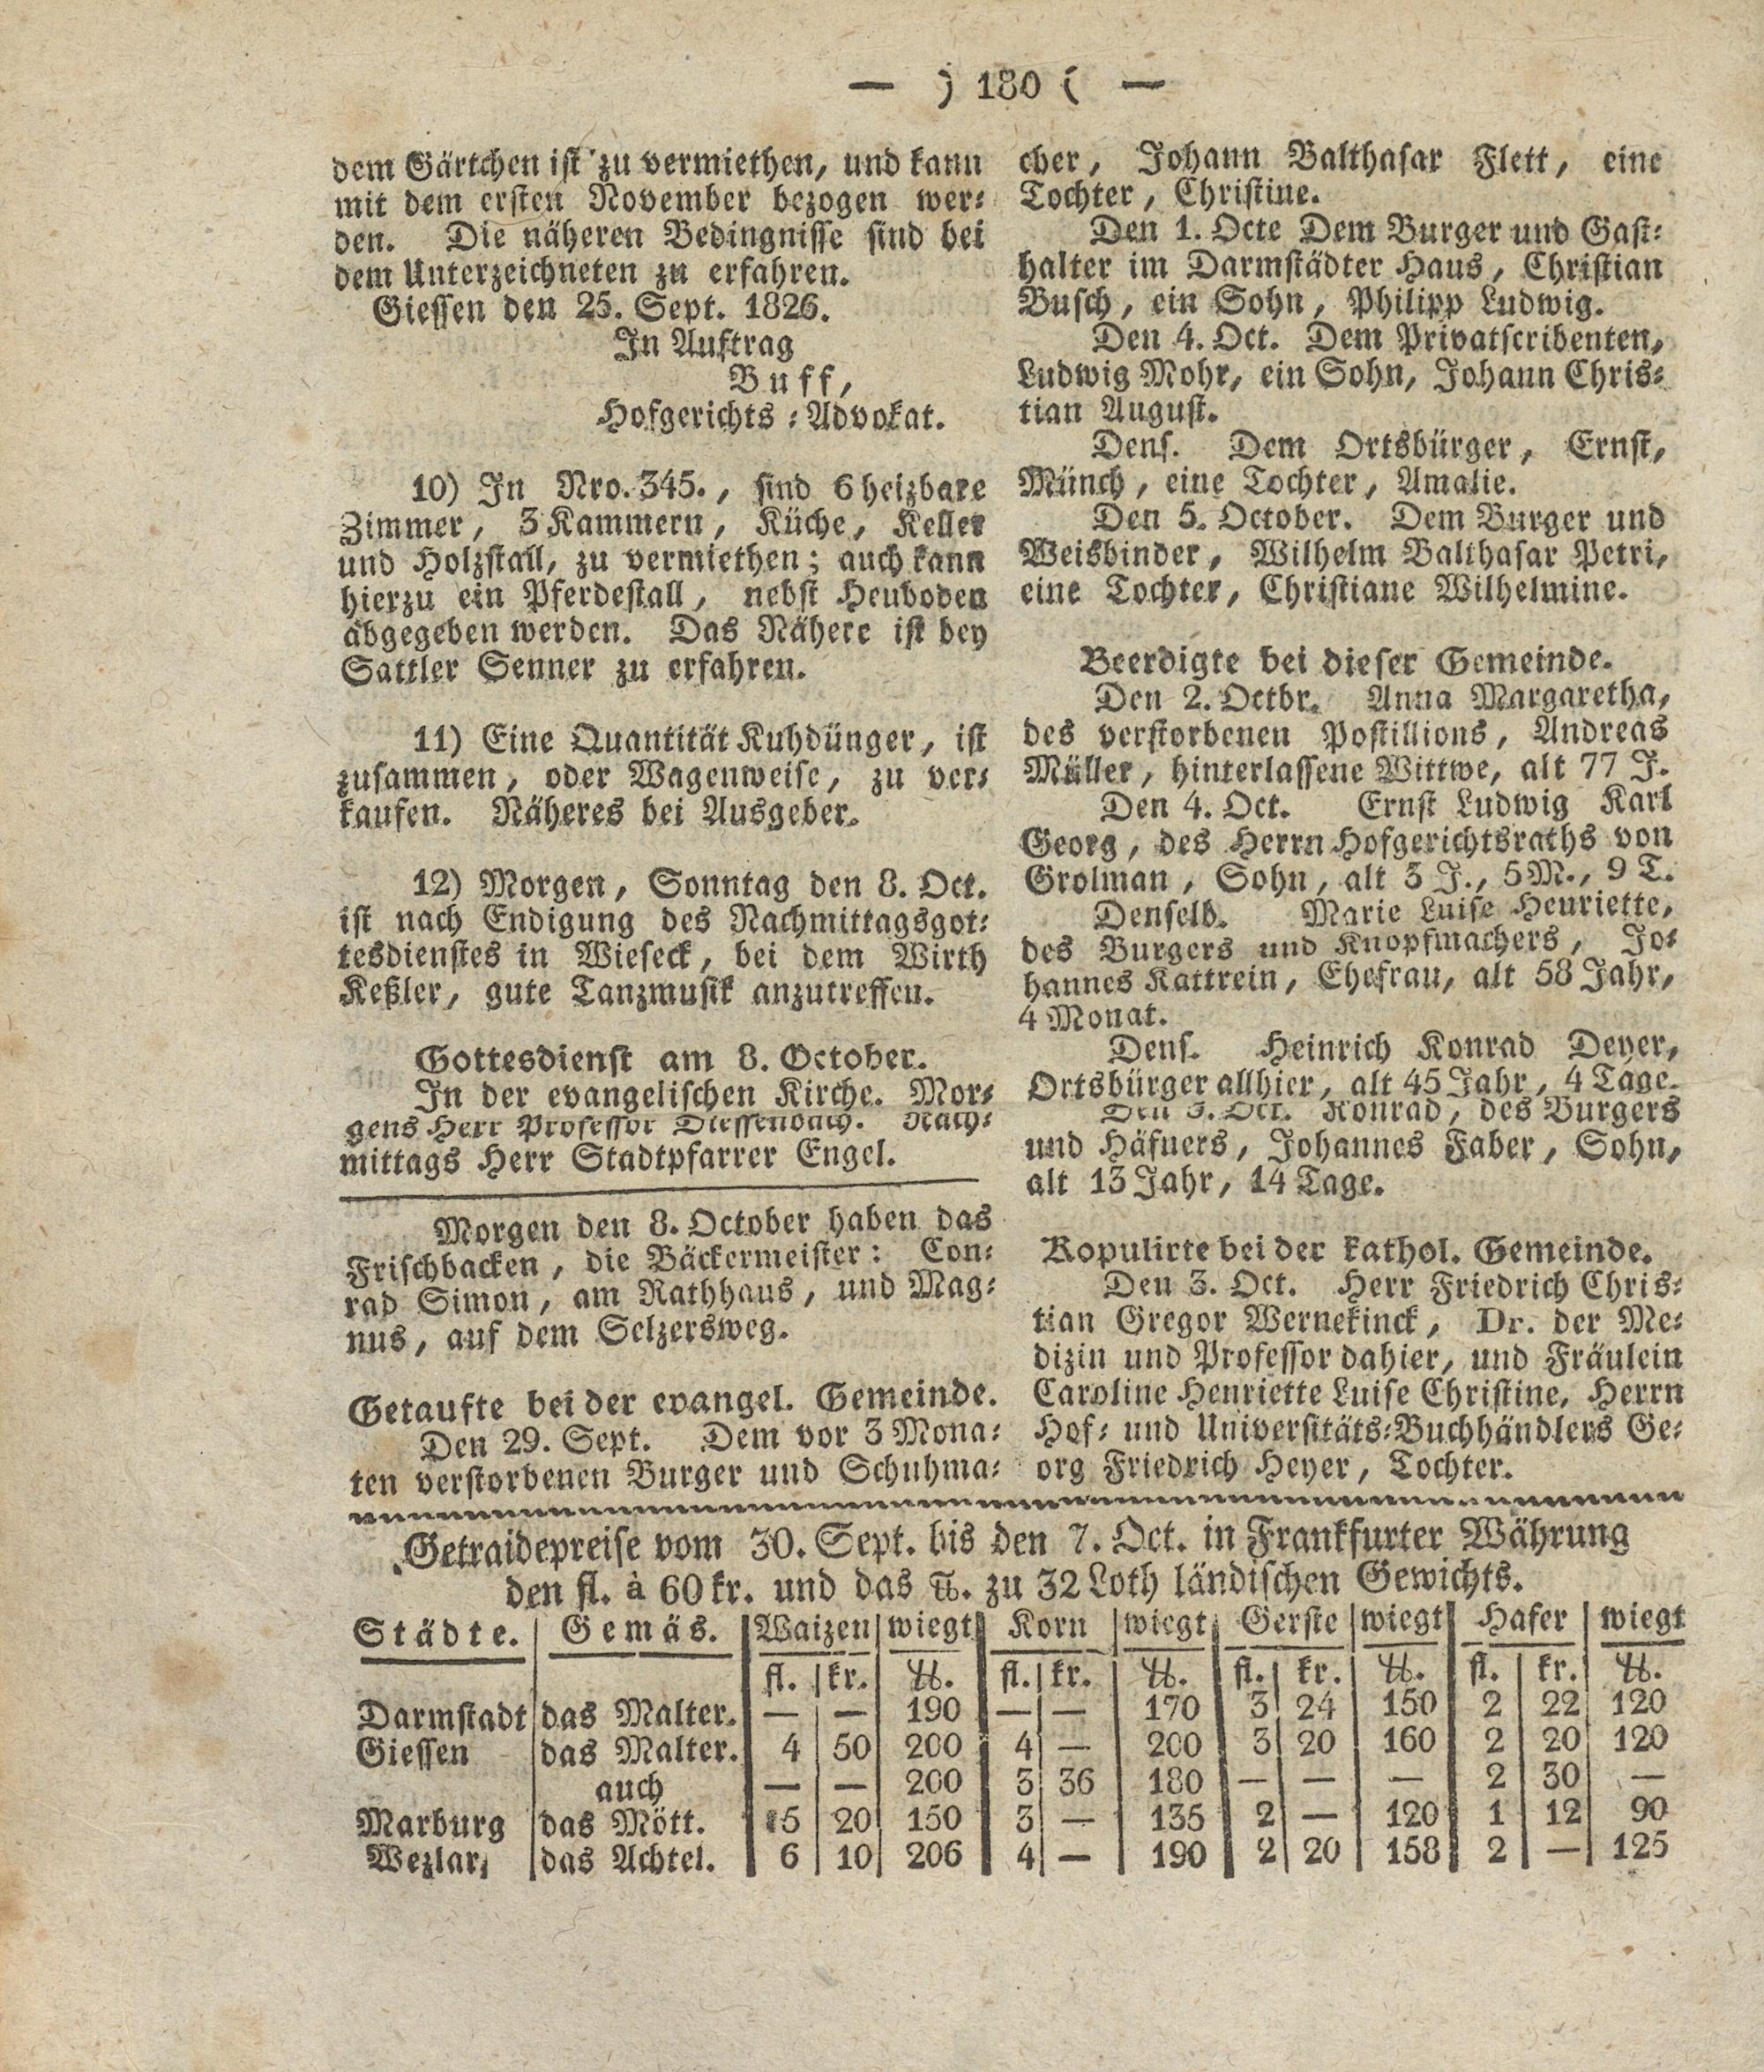 — ) 180 ( —
dem Gärtchen ist zu vermiethen, und kann
mit dem ersten November bezogen wer-
den. Die näheren Bedingnisse sind bei
dem Unterzeichneten zu erfahren.
Giessen den 25. Sept. 1826.
In Auftrag
Buff,
Hofgerichts-Advokat.
10) In Nro. 345., sind 6 heizbare
Zimmer, 3 Kammern, Küche, Keller
und Holzstall, zu vermiethen; auch kann
hierzu ein Pferdestall, nebst Heuboden
abgegeben werden. Das Nähere ist bey
Sattler Senner zu erfahren.
11) Eine Quantität Kuhdünger, ist
zusammen, oder Wagenweise, zu ver-
kaufen. Näheres bei Ausgeber.
12) Morgen, Sonntag den 8. Oct.
ist nach Endigung des Nachmittagsgot-
tesdienstes in Wieseck, bei dem Wirth
Keßler, gute Tanzmusik anzutreffen.
Gottesdienst am 8. October.
In der evangelischen Kirche. Mor-
gens Herr Professor Dieffenbach. Nach-
mittags Herr Stadtpfarrer Engel.
Morgen den 8. October haben das
Frischbacken, die Bäckermeister: Con-
rad Simon, am Rathhaus, und Mag-
nus, auf dem Selzersweg.
Getaufte bei der evangel. Gemeinde.
Den 29. Sept. Dem vor 3 Mona-
ten verstorbenen Burger und Schuhma-
cher, Johann Balthasar Flett, eine
Tochter, Christine.
Den 1. Octe Dem Burger und Gast-
halter im Darmstädter Haus, Christian
Busch, ein Sohn, Philipp Ludwig.
Den 4. Oct. Dem Privatscribenten,
Ludwig Mohr, ein Sohn, Johann Chris-
tian August.
Dens. Dem Ortsbürger, Ernst,
Münch, eine Tochter, Amalie.
Den 5. October. Dem Burger und
Weisbinder, Wilhelm Balthasar Petri,
eine Tochter, Christiane Wilhelmine.
Beerdigte bei dieser Gemeinde.
Den 2. Octbr. Anna Margaretha,
des verstorbenen Postillions, Andreas
Müller, hinterlassene Wittwe, alt 77 J.
Den 4. Oct. Ernst Ludwig Karl
Georg, des Herrn Hofgerichtsraths von
Grolman, Sohn, alt 3 J., 5 M., 9 T.
Denselb. Marie Luise Henriette,
des Burgers und Knopfmachers, Jo-
hannes Kattrein, Ehefrau, alt 58 Jahr,
4 Monat.
Dens. Heinrich Konrad Deyer,
Ortsbürger allhier, alt 45 Jahr, 4 Tage.
Den 5. Oct. Konrad, des Burgers
und Häfners, Johannes Faber, Sohn,
alt 13 Jahr, 14 Tage.
Kopulirte bei der kathol. Gemeinde.
Den 3. Oct. Herr Friedrich Chris-
tian Gregor Wernekinck, Dr. der Me-
dizin und Professor dahier, und Fräulein
Caroline Henriette Luise Christine, Herrn
Hof- und Universitäts-Buchhändlers Ge-
org Friedrich Heyer, Tochter.
Getraidepreise vom 30. Sept. bis den 7. Oct. in Frankfurter Währung
den fl. à 60 kr. und das ℔. zu 32 Loth ländischen Gewichts.
Städte. Gemäs. Waizen wiegt Korn wiegt Gerste wiegt Hafer wiegt
fl. kr. ℔. fl. kr. ℔. fl. kr. ℔. fl. kr. ℔.
Darmstadt das Malter. — — 190 — — 170 3 24 150 2 22 120
Giessen das Malter. 4 50 200 4 — 200 3 20 160 2 20 120
auch — — 200 3 36 180 — — — 2 30 —
Marburg das Mött. 5 20 150 3 — 135 2 — 120 1 12 90
Wezlar, das Achtel. 6 10 206 4 — 190 2 20 158 2 — 125